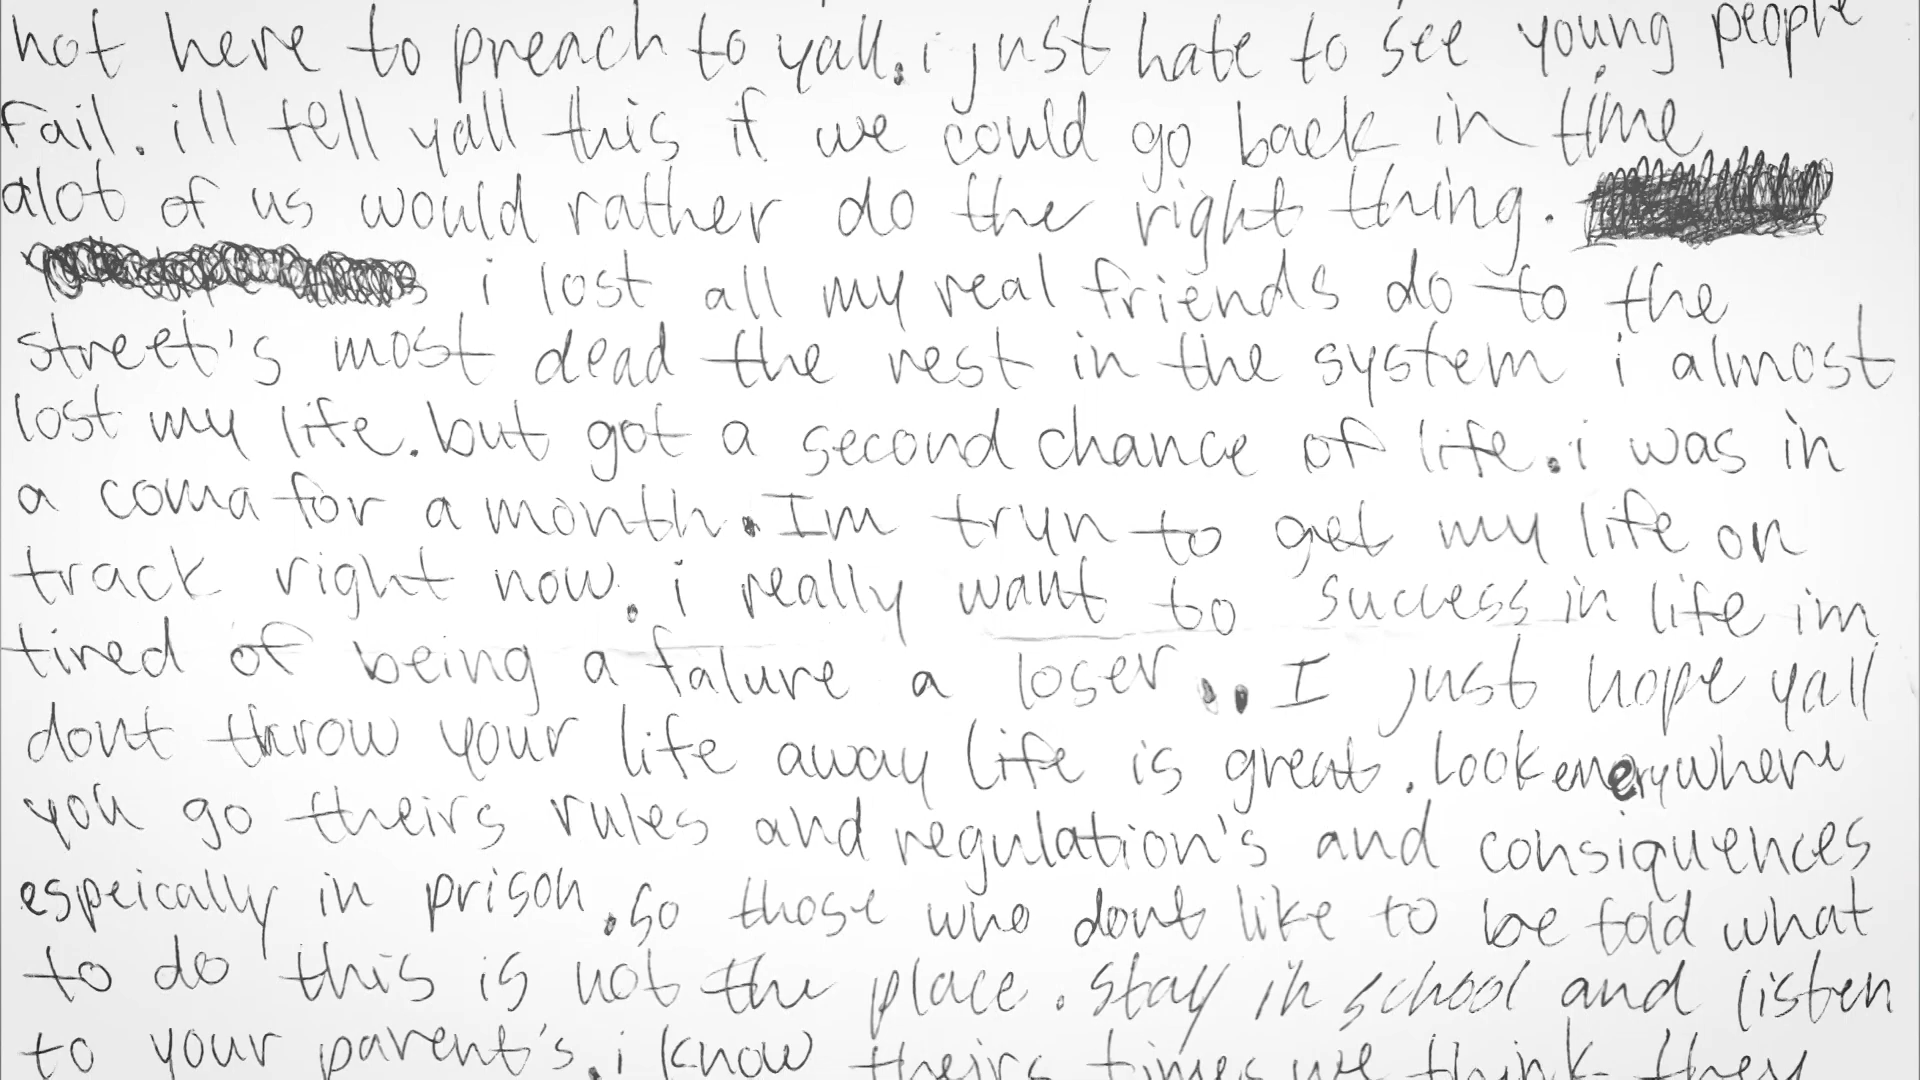 not here to preach to yall. i just hate to see young people
fail. ill tell yall this if we could go back in time
alot of us would rather do the right thing.
i lost all my real friends do to the
street's most dead the rest in the system i almost
lost my life. but got a second chance of life. i was in
a coma for a month. Im tryn to get my life on
track right now. i really want to success in life im
tired of being a falure a loser.. I just hope yall
dont throw your life away life is great. look everywhere
you go theirs rules and regulation's and consiquences
espeically in prison. so those who dont like to be told what
to do this is not the place. stay in school and listen
to your parent's. i know theirs times we think they